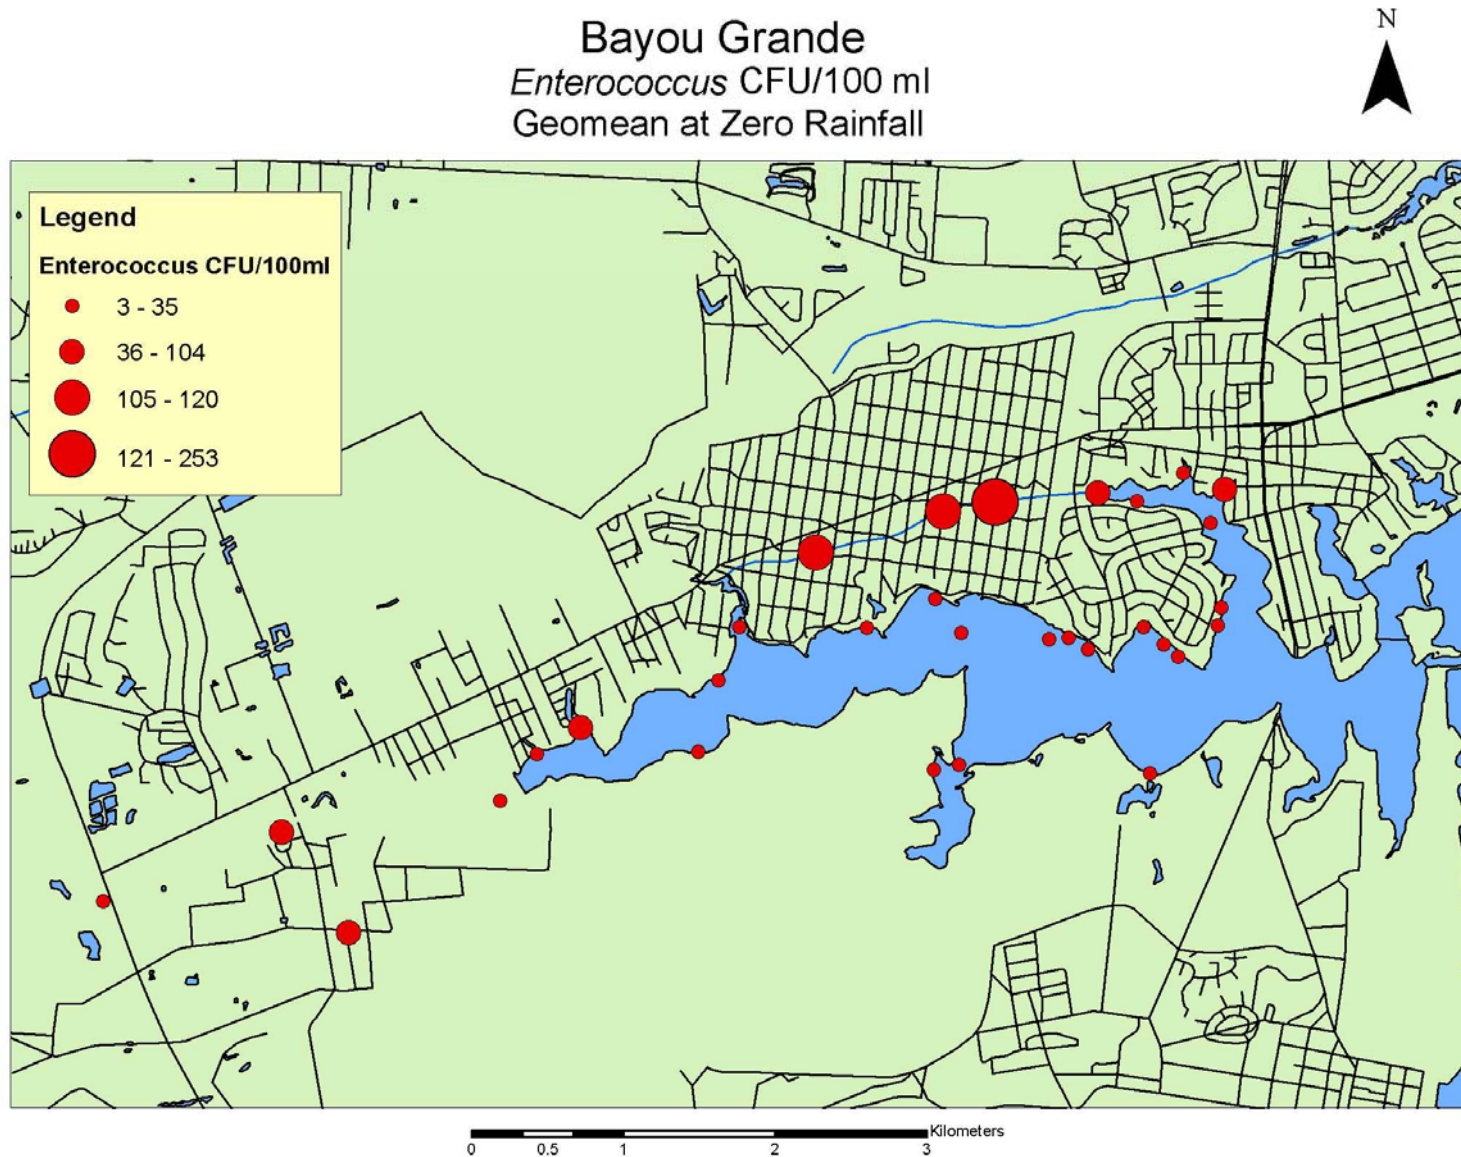 Bayou Grande
Enterococcus CFU/100 ml
Geomean at Zero Rainfall
N
Legend
Enterococcus CFU/100ml
3 - 35
36 - 104
105 - 120
121 - 253
Kilometers
0 0.5 1 2 3